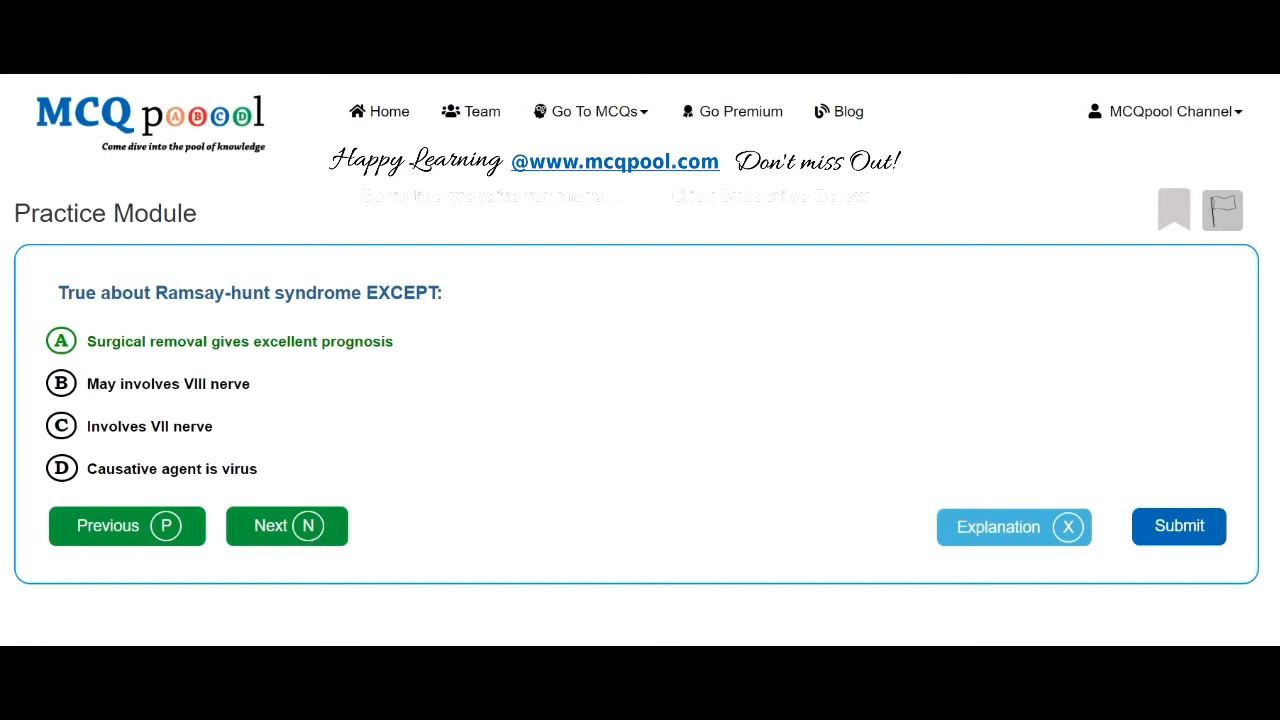 MCQ pABCDl
Come dive into the pool of knowledge
Home Team Go To MCQs Go Premium Blog MCQpool Channel
Happy Learning @www.mcqpool.com Don't miss Out!
Practice Module
True about Ramsay-hunt syndrome EXCEPT:
A Surgical removal gives excellent prognosis
B May involves VIII nerve
C Involves VII nerve
D Causative agent is virus
Previous P Next N Explanation X Submit